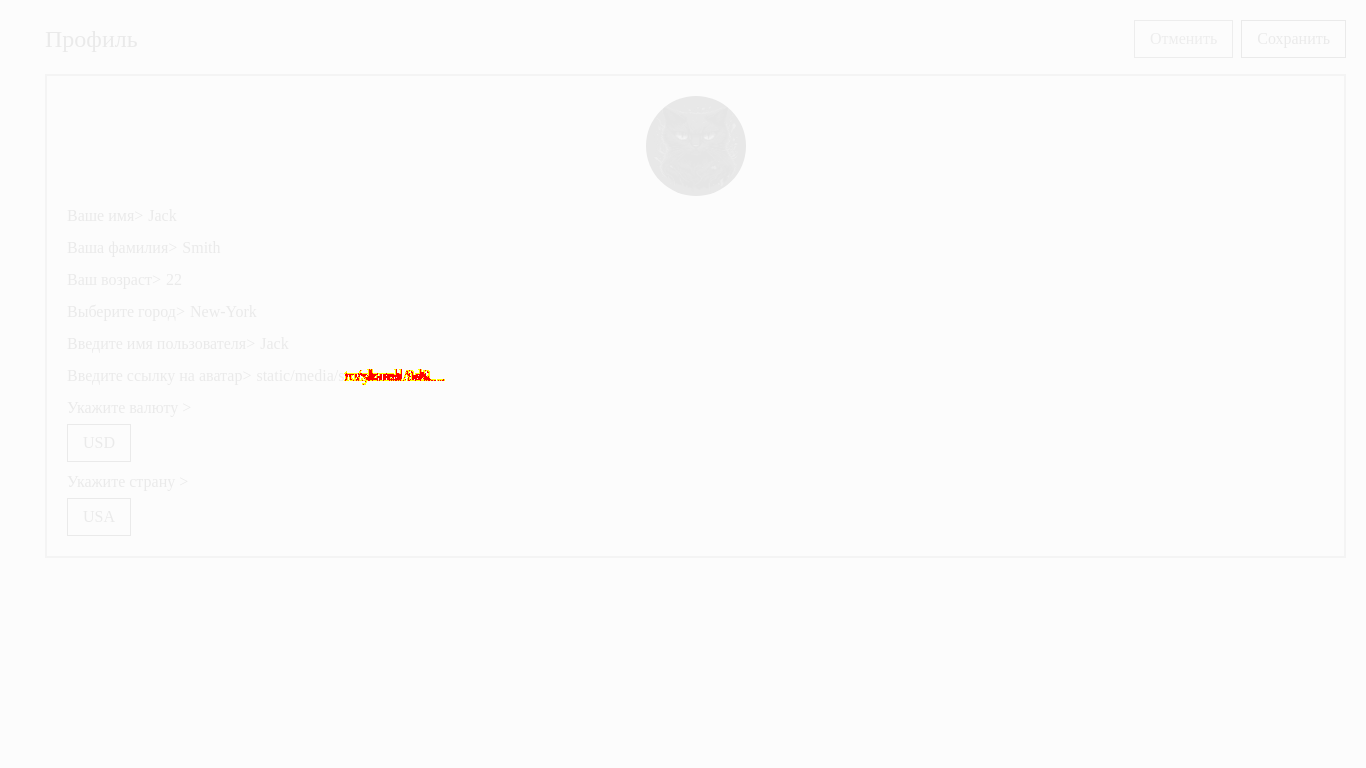 Профиль
Отменить
Сохранить
Ваше имя> Jack
Ваша фамилия> Smith
Ваш возраст> 22
Выберите город> New-York
Введите имя пользователя> Jack
Введите ссылку на аватар> static/media/
Укажите валюту >
USD
Укажите страну >
USA